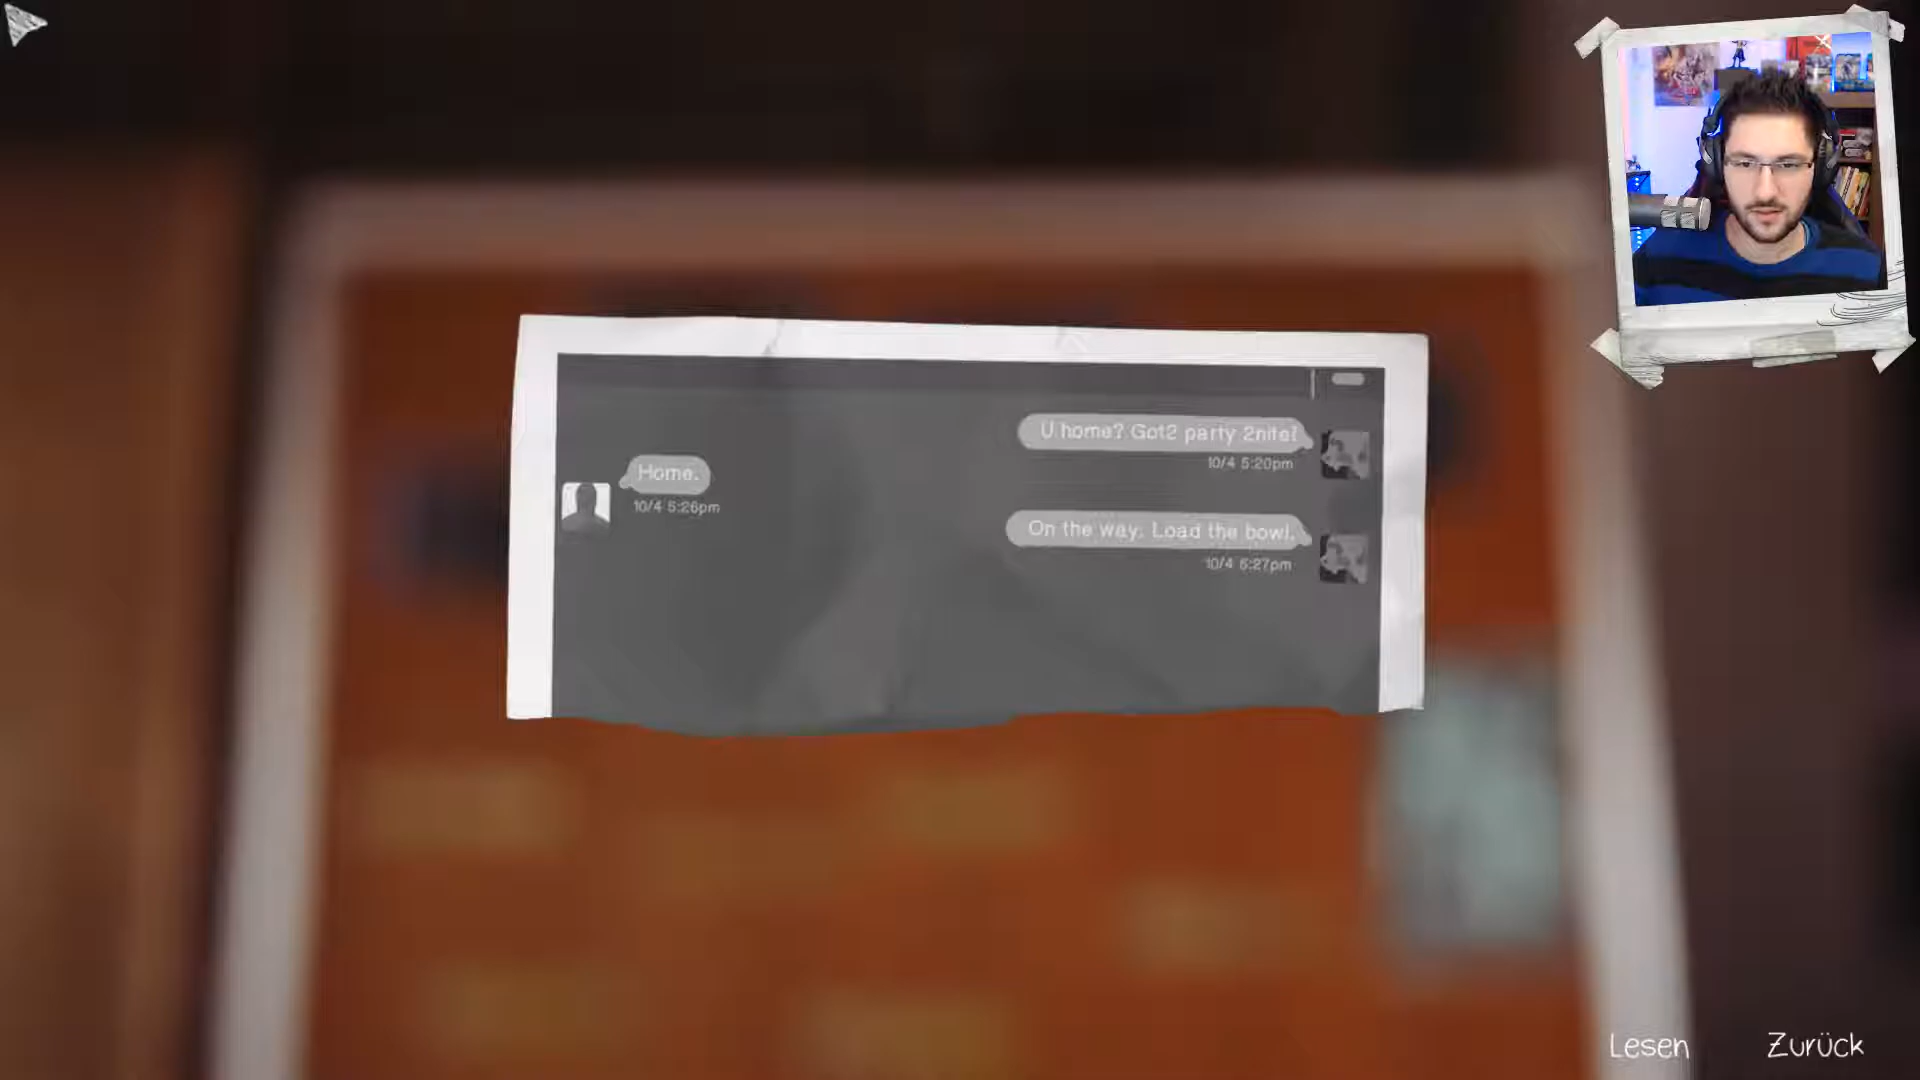 U home? Got2 party 2nite!
10/4 5:20pm
Home.
10/4 5:26pm
On the way. Load the bowl.
10/4 5:27pm
Lesen Zurück